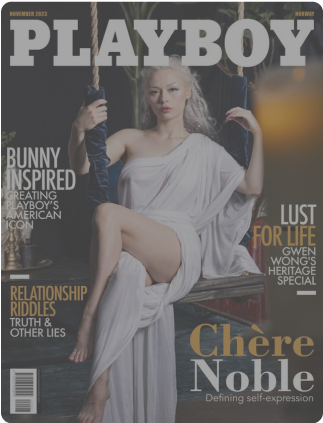 NOVEMBER 2023
NORWAY
PLAYBOY
BUNNY
INSPIRED
CREATING
PLAYBOY'S
AMERICAN
ICON
LUST
FOR LIFE
GWEN
WONG'S
HERITAGE
SPECIAL
RELATIONSHIP
RIDDLES
TRUTH &
OTHER LIES
Chère
Noble
Defining self-expression